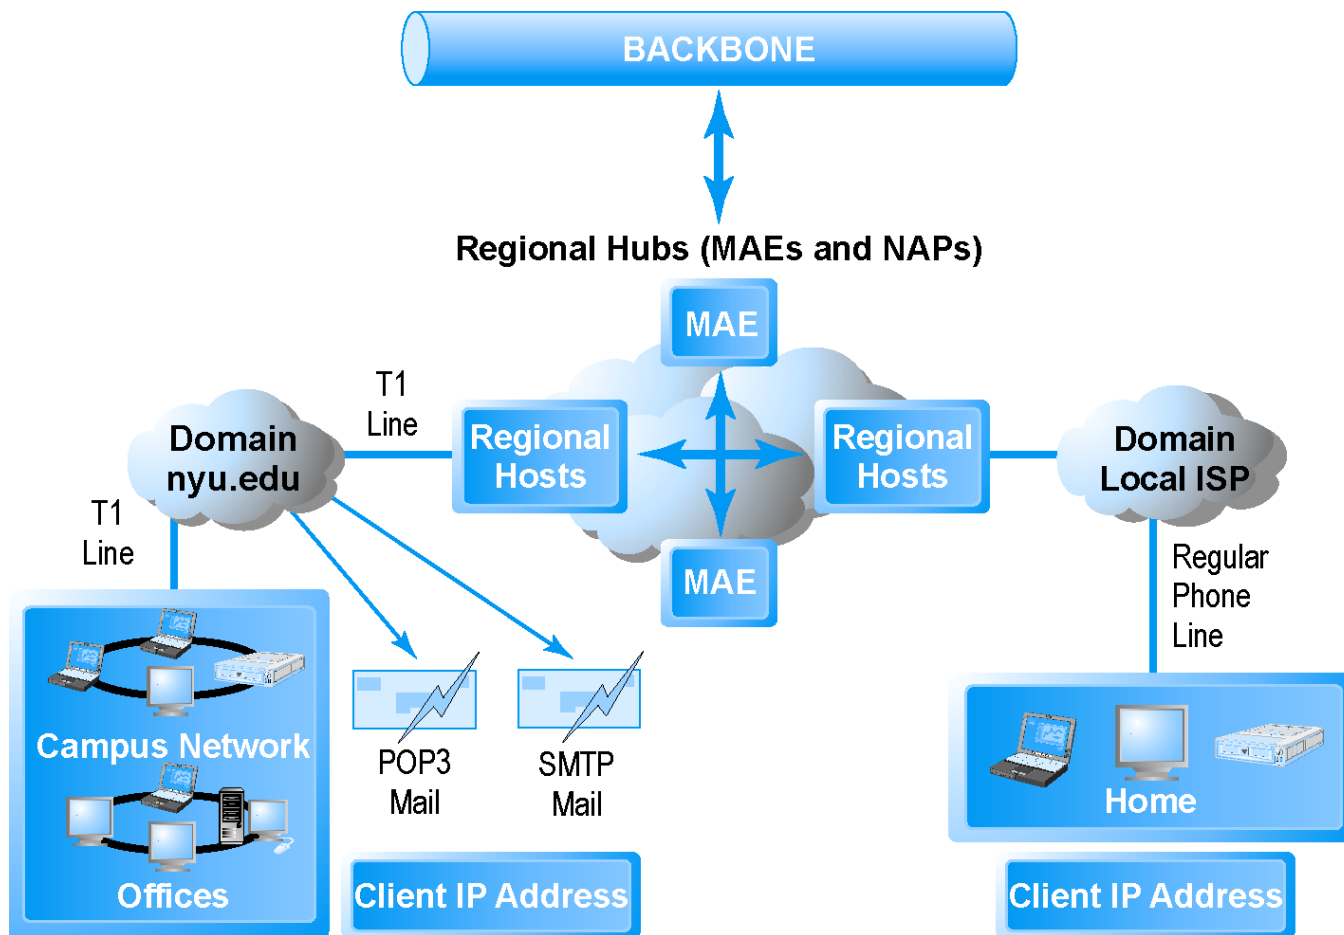 BACKBONE
Regional Hubs (MAEs and NAPs)
MAE
T1
Line
Regional
Hosts
Regional
Hosts
Domain
nyu.edu
Domain
Local ISP
T1
Line
MAE
Regular
Phone
Line
Campus Network
POP3
Mail
SMTP
Mail
Home
Offices
Client IP Address
Client IP Address